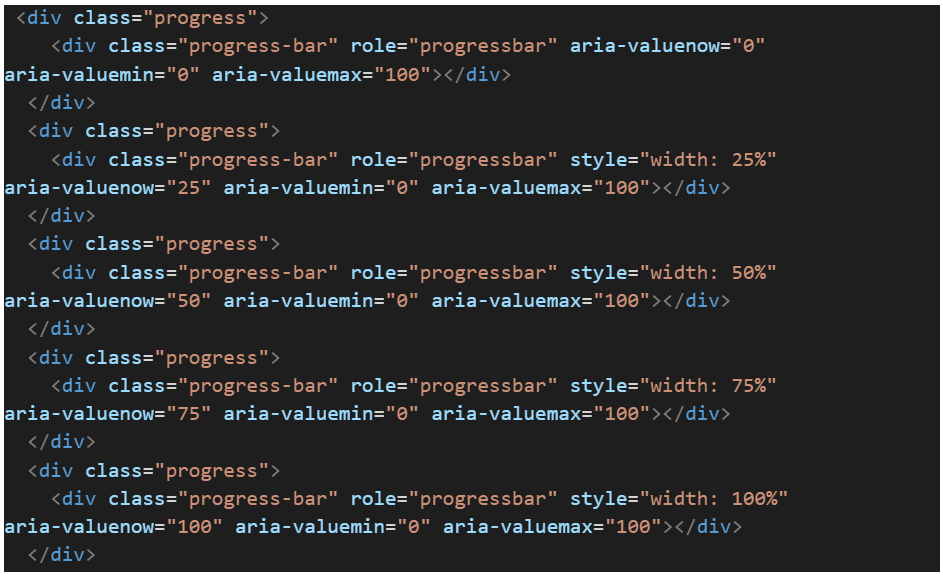 <div class="progress">
<div class="progress-bar" role="progressbar" aria-valuenow="0"
aria-valuemin="0" aria-valuemax="100"></div>
</div>
<div class="progress">
<div class="progress-bar" role="progressbar" style="width: 25%"
aria-valuenow="25" aria-valuemin="0" aria-valuemax="100"></div>
</div>
<div class="progress">
<div class="progress-bar" role="progressbar" style="width: 50%"
aria-valuenow="50" aria-valuemin="0" aria-valuemax="100"></div>
</div>
<div class="progress">
<div class="progress-bar" role="progressbar" style="width: 75%"
aria-valuenow="75" aria-valuemin="0" aria-valuemax="100"></div>
</div>
<div class="progress">
<div class="progress-bar" role="progressbar" style="width: 100%"
aria-valuenow="100" aria-valuemin="0" aria-valuemax="100"></div>
</div>